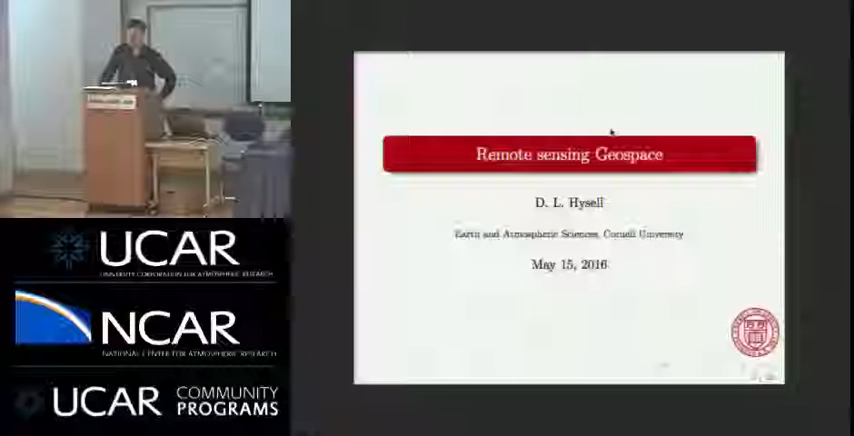 Remote sensing Geospace
D. L. Hysell
Earth and Atmospheric Sciences, Cornell University
May 15, 2016
UCAR
UNIVERSITY CORPORATION FOR ATMOSPHERIC RESEARCH
NCAR
NATIONAL CENTER FOR ATMOSPHERIC RESEARCH
UCAR COMMUNITY
PROGRAMS